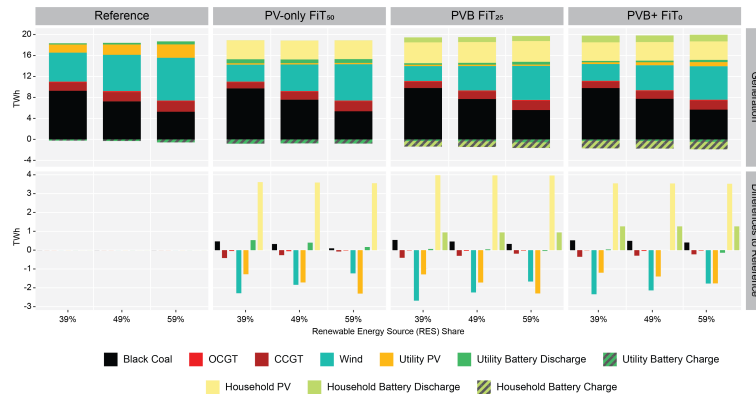 Reference PV-only FiT₅₀ PVB FiT₂₅ PVB+ FiT₀
20
16
12
8
4
0
-4
TWh
Generation
4
3
2
1
0
-1
-2
-3
TWh
Differences to Reference
39% 49% 59% 39% 49% 59% 39% 49% 59% 39% 49% 59%
Renewable Energy Source (RES) Share
Black Coal OCGT CCGT Wind Utility PV Utility Battery Discharge Utility Battery Charge
Household PV Household Battery Discharge Household Battery Charge